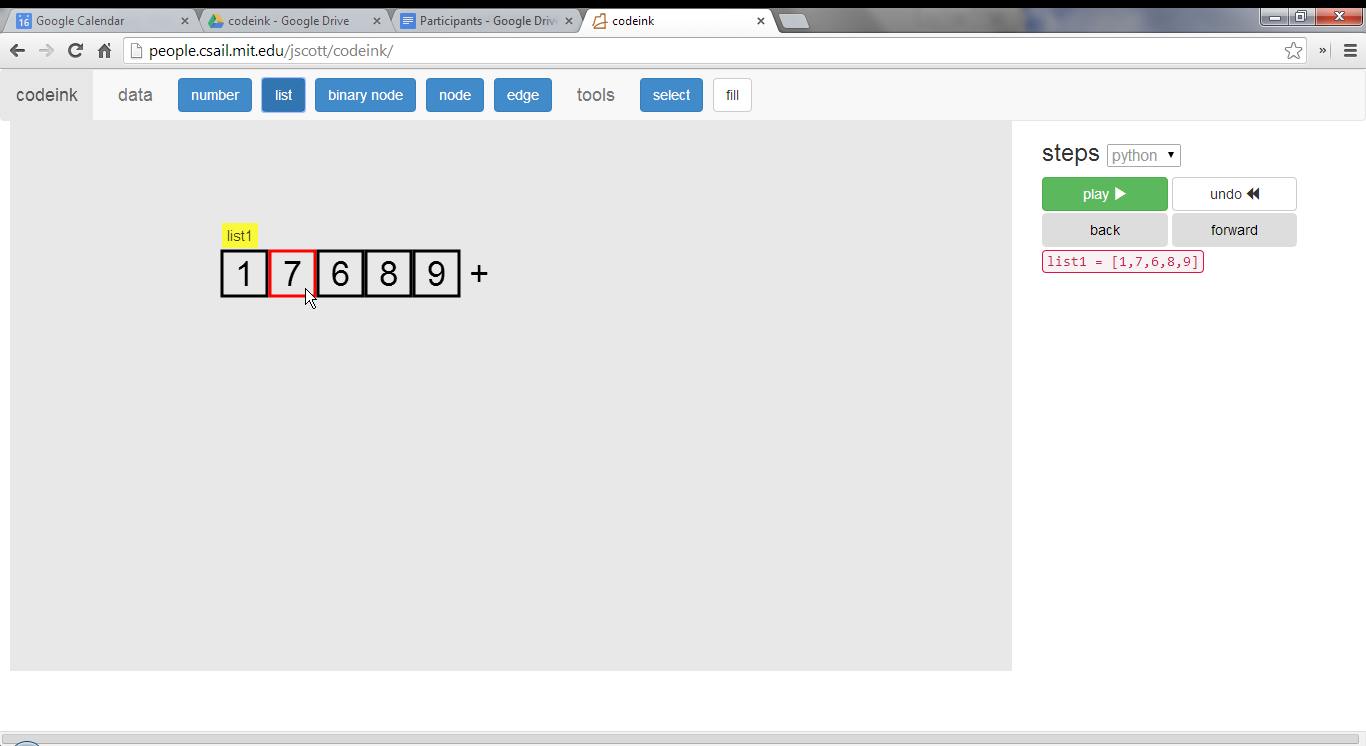 16 Google Calendar codeink - Google Drive Participants - Google Driv codeink
people.csail.mit.edu/jscott/codeink/ »
codeink data number list binary node node edge tools select fill
steps python
play undo
back forward
list1 = [1,7,6,8,9]
list1
1 7 6 8 9 +